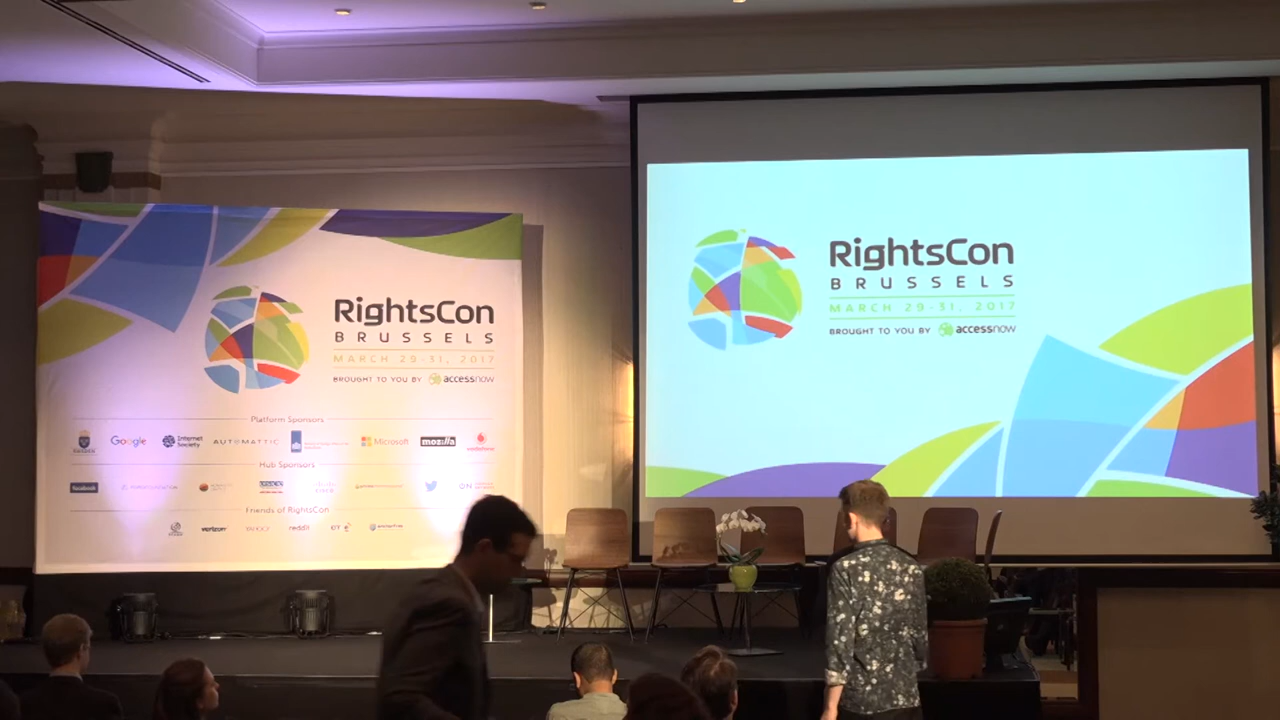 RightsCon
BRUSSELS
MARCH 29-31, 2017
BROUGHT TO YOU BY accessnow
Platform Sponsors
Google
Internet Society
AUTOMATTIC
Microsoft
mozilla
vodafone
Hub Sponsors
facebook
Friends of RightsCon
verizon
reddit
RightsCon
BRUSSELS
MARCH 29-31, 2017
BROUGHT TO YOU BY accessnow